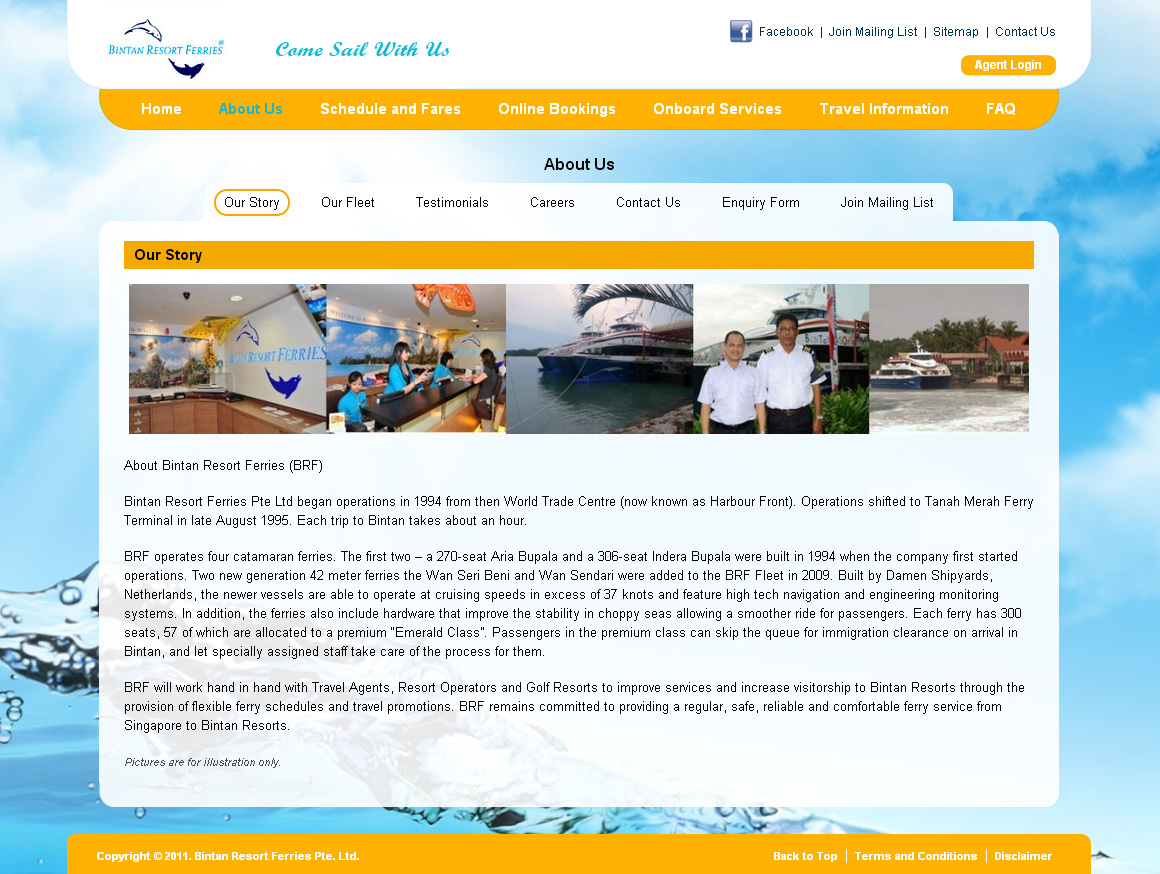 BINTAN RESORT FERIES®
Come Sail With Us
Facebook | Join Mailing List | Sitemap | Contact Us
Agent Login
Home About Us Schedule and Fares Online Bookings Onboard Services Travel Information FAQ
About Us
Our Story Our Fleet Testimonials Careers Contact Us Enquiry Form Join Mailing List
Our Story
BINTAN RESORT FERRIES
About Bintan Resort Ferries (BRF)
Bintan Resort Ferries Pte Ltd began operations in 1994 from then World Trade Centre (now known as Harbour Front). Operations shifted to Tanah Merah Ferry
Terminal in late August 1995. Each trip to Bintan takes about an hour.
BRF operates four catamaran ferries. The first two – a 270-seat Aria Bupala and a 306-seat Indera Bupala were built in 1994 when the company first started
operations. Two new generation 42 meter ferries the Wan Seri Beni and Wan Sendari were added to the BRF Fleet in 2009. Built by Damen Shipyards,
Netherlands, the newer vessels are able to operate at cruising speeds in excess of 37 knots and feature high tech navigation and engineering monitoring
systems. In addition, the ferries also include hardware that improve the stability in choppy seas allowing a smoother ride for passengers. Each ferry has 300
seats, 57 of which are allocated to a premium "Emerald Class". Passengers in the premium class can skip the queue for immigration clearance on arrival in
Bintan, and let specially assigned staff take care of the process for them.
BRF will work hand in hand with Travel Agents, Resort Operators and Golf Resorts to improve services and increase visitorship to Bintan Resorts through the
provision of flexible ferry schedules and travel promotions. BRF remains committed to providing a regular, safe, reliable and comfortable ferry service from
Singapore to Bintan Resorts.
Pictures are for illustration only.
Copyright © 2011. Bintan Resort Ferries Pte. Ltd.
Back to Top | Terms and Conditions | Disclaimer